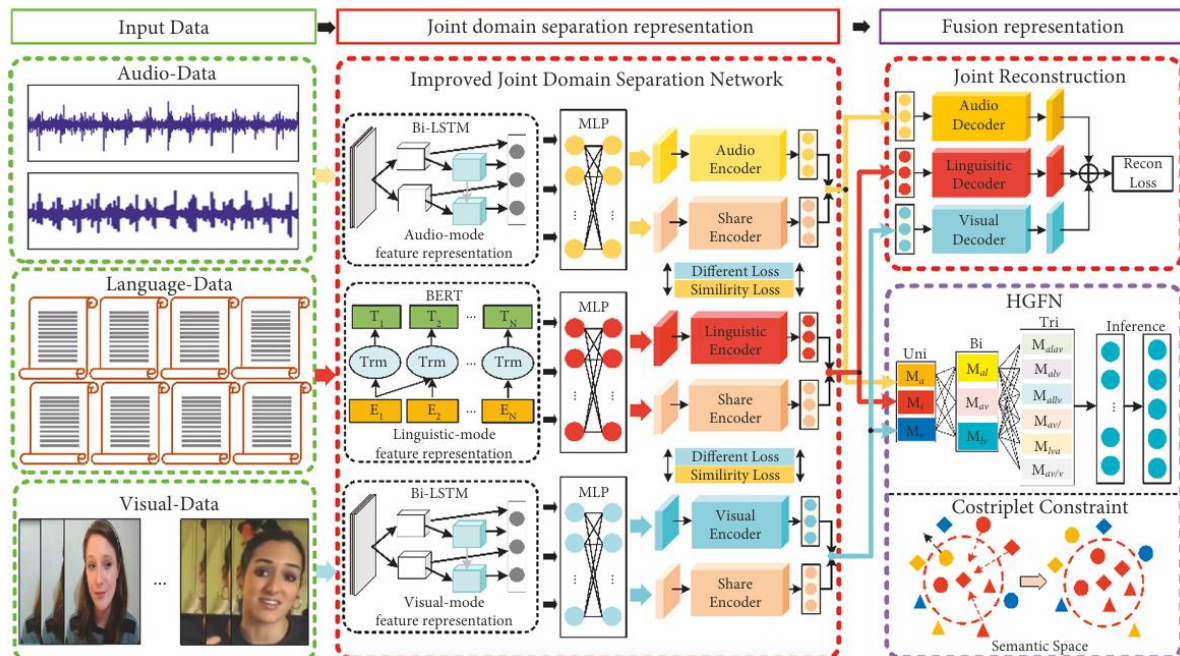 Input Data
Joint domain separation representation
Fusion representation
Audio-Data
Language-Data
Visual-Data
...
Improved Joint Domain Separation Network
Bi-LSTM
Audio-mode
feature representation
MLP
Audio
Encoder
Share
Encoder
Different Loss
Similirity Loss
BERT
T1 T2 ... TN
Trm Trm ... Trm
E1 E2 ... EN
Linguistic-mode
feature representation
MLP
Linguistic
Encoder
Share
Encoder
Different Loss
Similirity Loss
Bi-LSTM
Visual-mode
feature representation
MLP
Visual
Encoder
Share
Encoder
Joint Reconstruction
Audio
Decoder
Linguisitic
Decoder
Visual
Decoder
Recon
Loss
HGFN
Uni
Ma
Bi
Mal
Mav
Mlv
Tri
Malav
Malv
Mallv
Mav/
Mlva
Mav/v
Inference
Costriplet Constraint
Semantic Space